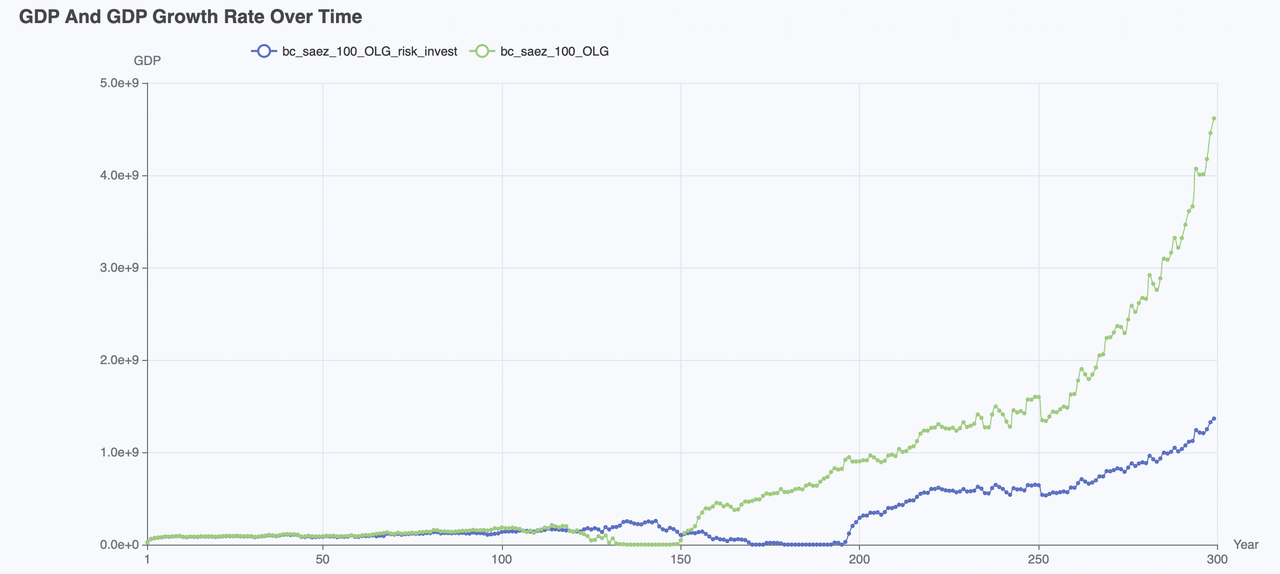 GDP And GDP Growth Rate Over Time
bc_saez_100_OLG_risk_invest bc_saez_100_OLG
GDP
5.0e+9
4.0e+9
3.0e+9
2.0e+9
1.0e+9
0.0e+0
1 50 100 150 200 250 300 Year